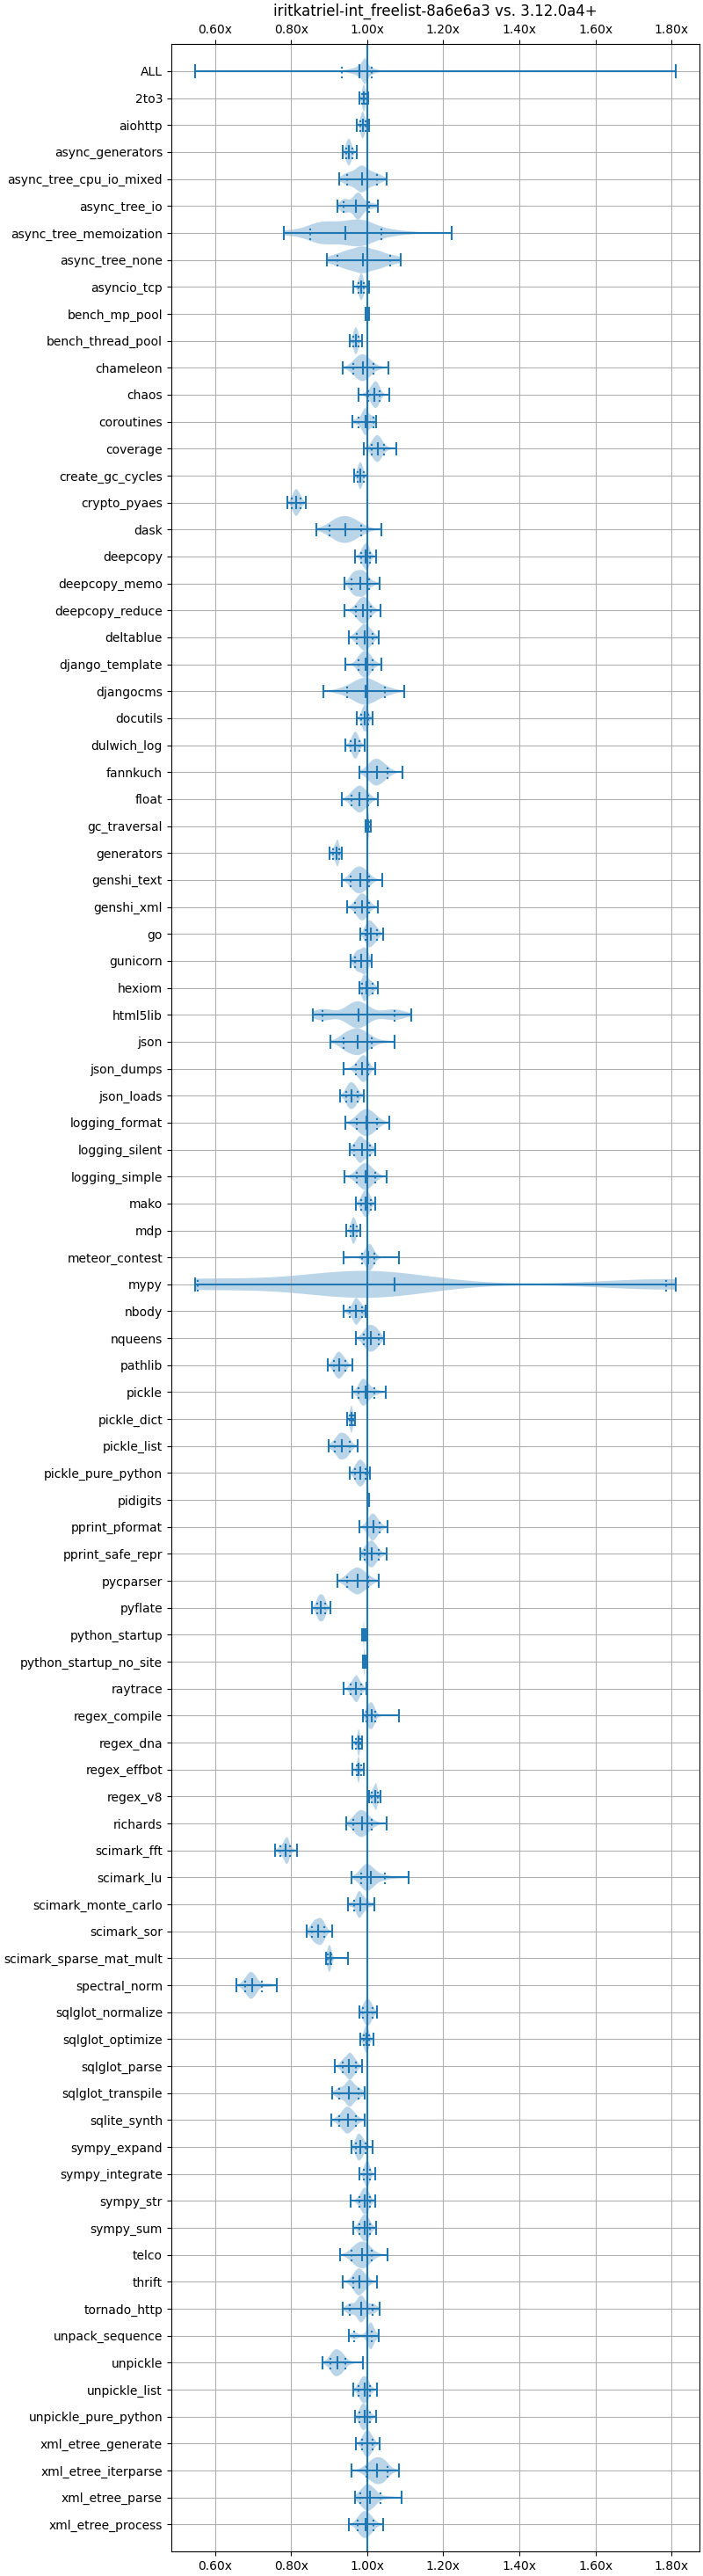 iritkatriel-int_freelist-8a6e6a3 vs. 3.12.0a4+
0.60x 0.80x 1.00x 1.20x 1.40x 1.60x 1.80x
ALL
2to3
aiohttp
async_generators
async_tree_cpu_io_mixed
async_tree_io
async_tree_memoization
async_tree_none
asyncio_tcp
bench_mp_pool
bench_thread_pool
chameleon
chaos
coroutines
coverage
create_gc_cycles
crypto_pyaes
dask
deepcopy
deepcopy_memo
deepcopy_reduce
deltablue
django_template
djangocms
docutils
dulwich_log
fannkuch
float
gc_traversal
generators
genshi_text
genshi_xml
go
gunicorn
hexiom
html5lib
json
json_dumps
json_loads
logging_format
logging_silent
logging_simple
mako
mdp
meteor_contest
mypy
nbody
nqueens
pathlib
pickle
pickle_dict
pickle_list
pickle_pure_python
pidigits
pprint_pformat
pprint_safe_repr
pycparser
pyflate
python_startup
python_startup_no_site
raytrace
regex_compile
regex_dna
regex_effbot
regex_v8
richards
scimark_fft
scimark_lu
scimark_monte_carlo
scimark_sor
scimark_sparse_mat_mult
spectral_norm
sqlglot_normalize
sqlglot_optimize
sqlglot_parse
sqlglot_transpile
sqlite_synth
sympy_expand
sympy_integrate
sympy_str
sympy_sum
telco
thrift
tornado_http
unpack_sequence
unpickle
unpickle_list
unpickle_pure_python
xml_etree_generate
xml_etree_iterparse
xml_etree_parse
xml_etree_process
0.60x 0.80x 1.00x 1.20x 1.40x 1.60x 1.80x